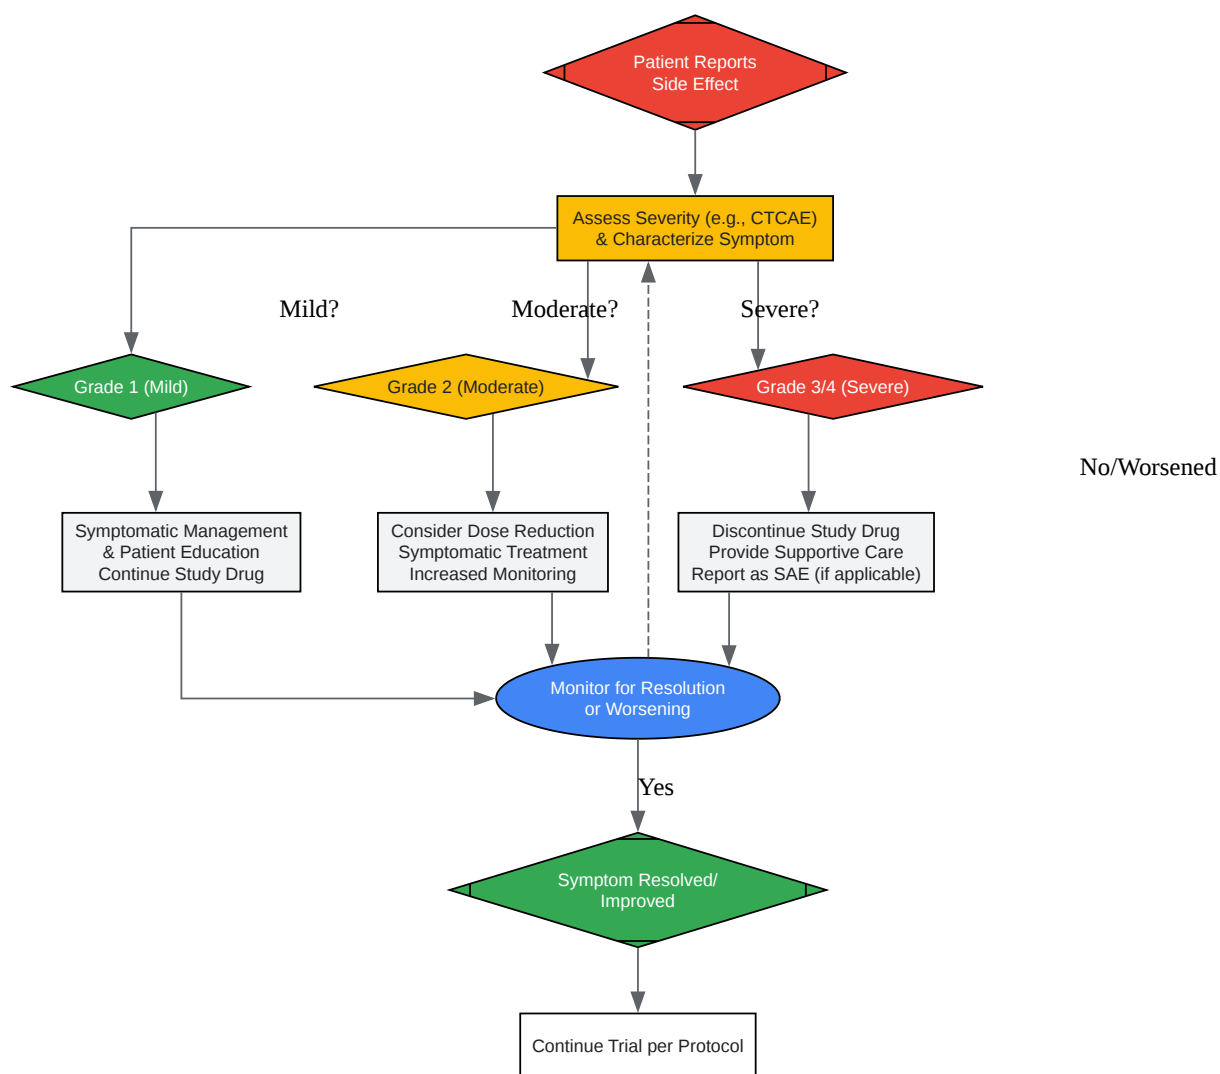 Patient Reports
Side Effect
Assess Severity (e.g., CTCAE)
& Characterize Symptom
Mild?
Moderate?
Severe?
Grade 1 (Mild)
Grade 2 (Moderate)
Grade 3/4 (Severe)
No/Worsened
Symptomatic Management
& Patient Education
Continue Study Drug
Consider Dose Reduction
Symptomatic Treatment
Increased Monitoring
Discontinue Study Drug
Provide Supportive Care
Report as SAE (if applicable)
Monitor for Resolution
or Worsening
Yes
Symptom Resolved/
Improved
Continue Trial per Protocol